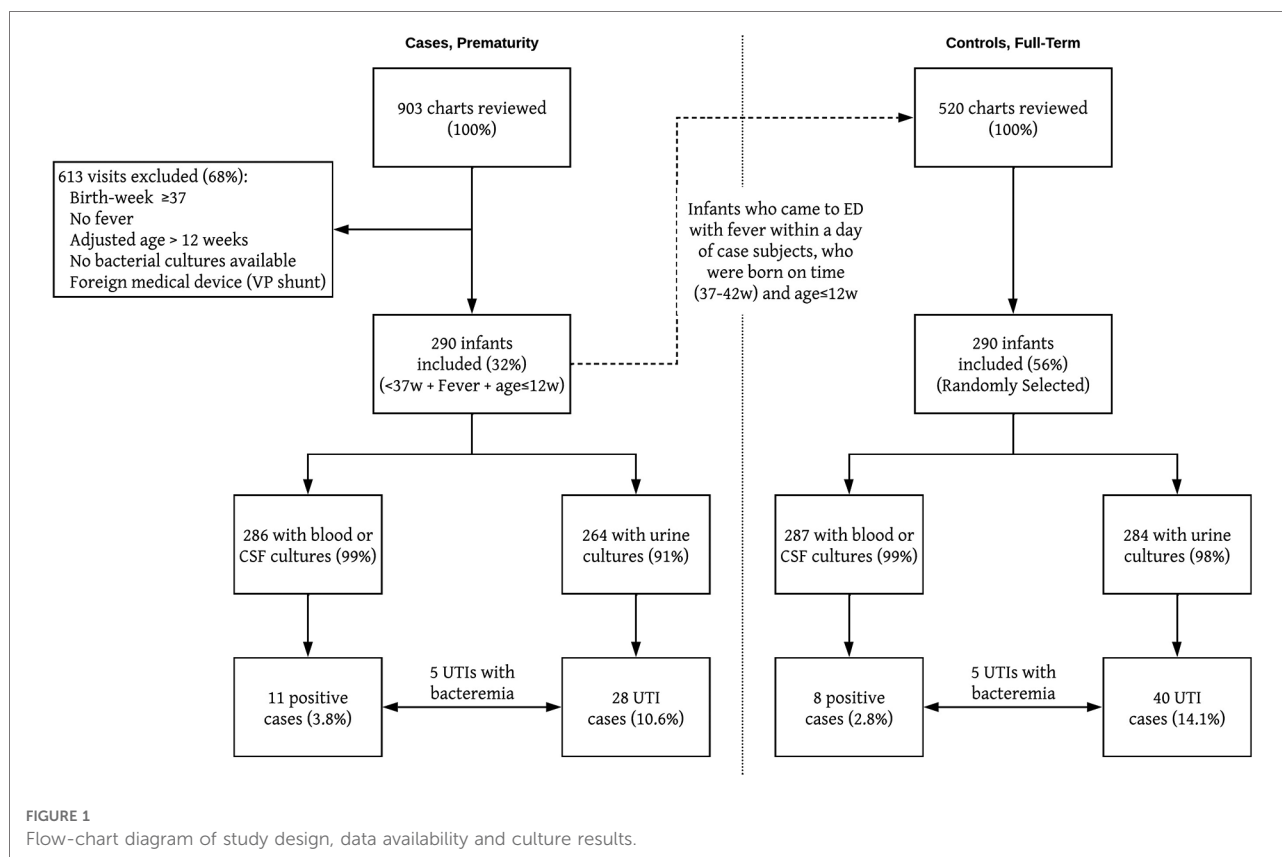 Cases, Prematurity
903 charts reviewed
(100%)
613 visits excluded (68%):
Birth-week ≥37
No fever
Adjusted age > 12 weeks
No bacterial cultures available
Foreign medical device (VP shunt)
290 infants
included (32%)
(<37w + Fever + age≤12w)
286 with blood or
CSF cultures (99%)
264 with urine
cultures (91%)
11 positive
cases (3.8%)
5 UTIs with
bacteremia
28 UTI
cases (10.6%)
Infants who came to ED
with fever within a day
of case subjects, who
were born on time
(37-42w) and age≤12w
Controls, Full-Term
520 charts reviewed
(100%)
290 infants
included (56%)
(Randomly Selected)
287 with blood or
CSF cultures (99%)
284 with urine
cultures (98%)
8 positive
cases (2.8%)
5 UTIs with
bacteremia
40 UTI
cases (14.1%)
FIGURE 1
Flow-chart diagram of study design, data availability and culture results.